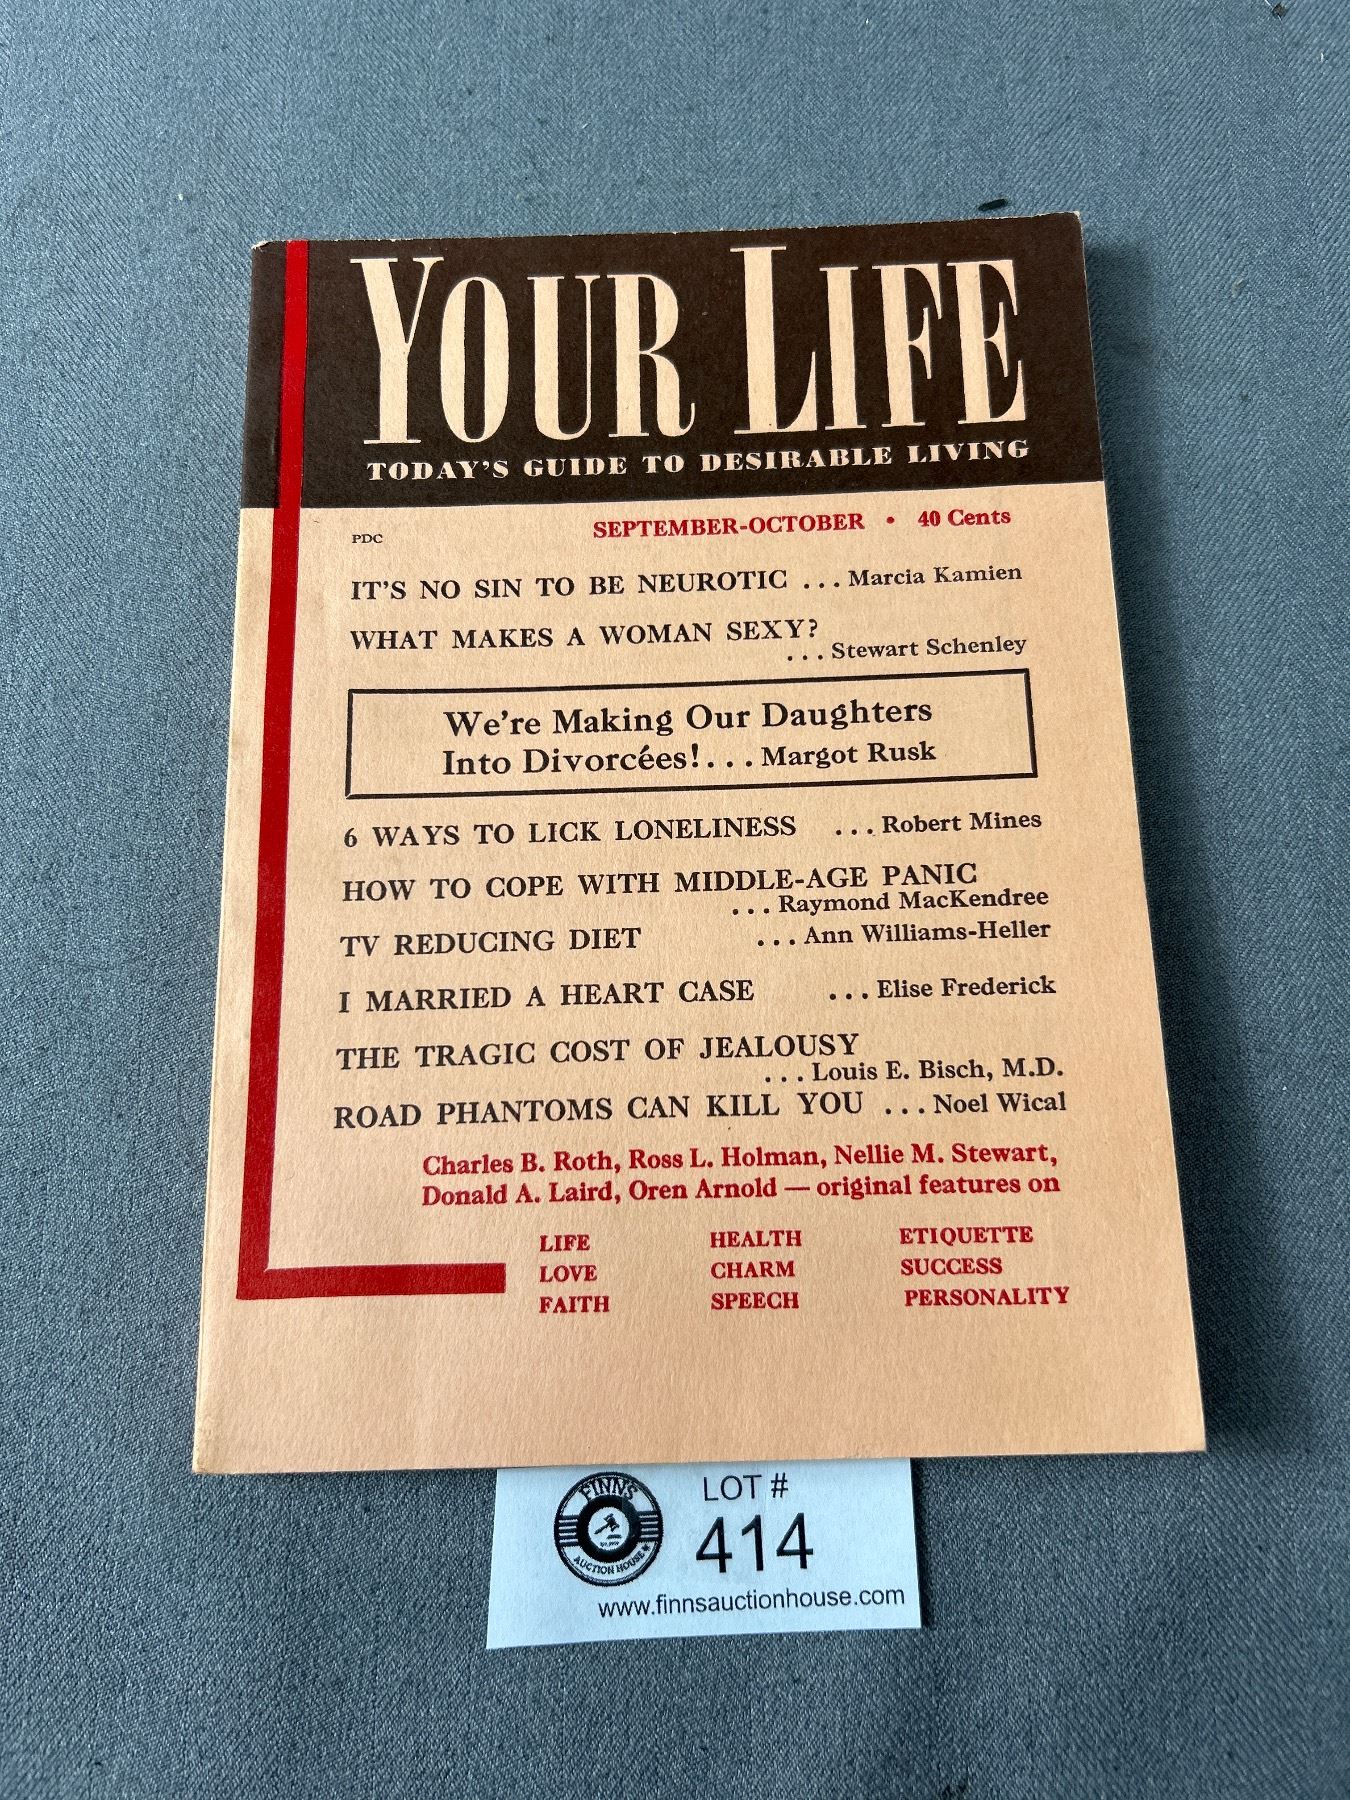 YOUR LIFE
TODAY'S GUIDE TO DESIRABLE LIVING
PDC
SEPTEMBER-OCTOBER • 40 Cents
IT'S NO SIN TO BE NEUROTIC ... Marcia Kamien
WHAT MAKES A WOMAN SEXY?
... Stewart Schenley
We're Making Our Daughters
Into Divorcées!... Margot Rusk
6 WAYS TO LICK LONELINESS ... Robert Mines
HOW TO COPE WITH MIDDLE-AGE PANIC
... Raymond MacKendree
TV REDUCING DIET ... Ann Williams-Heller
I MARRIED A HEART CASE ... Elise Frederick
THE TRAGIC COST OF JEALOUSY
... Louis E. Bisch, M.D.
ROAD PHANTOMS CAN KILL YOU ... Noel Wical
Charles B. Roth, Ross L. Holman, Nellie M. Stewart,
Donald A. Laird, Oren Arnold — original features on
LIFE HEALTH ETIQUETTE
LOVE CHARM SUCCESS
FAITH SPEECH PERSONALITY
FINNS
AUCTION HOUSE
LOT #
414
www.finnsauctionhouse.com